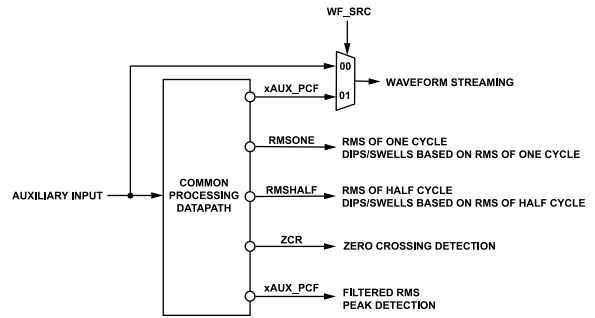 WF_SRC
00
xAUX_PCF
01
WAVEFORM STREAMING
RMSONE
RMS OF ONE CYCLE
DIPS/SWELLS BASED ON RMS OF ONE CYCLE
AUXILIARY INPUT
COMMON
PROCESSING
DATAPATH
RMSHALF
RMS OF HALF CYCLE
DIPS/SWELLS BASED ON RMS OF HALF CYCLE
ZCR
ZERO CROSSING DETECTION
xAUX_PCF
FILTERED RMS
PEAK DETECTION